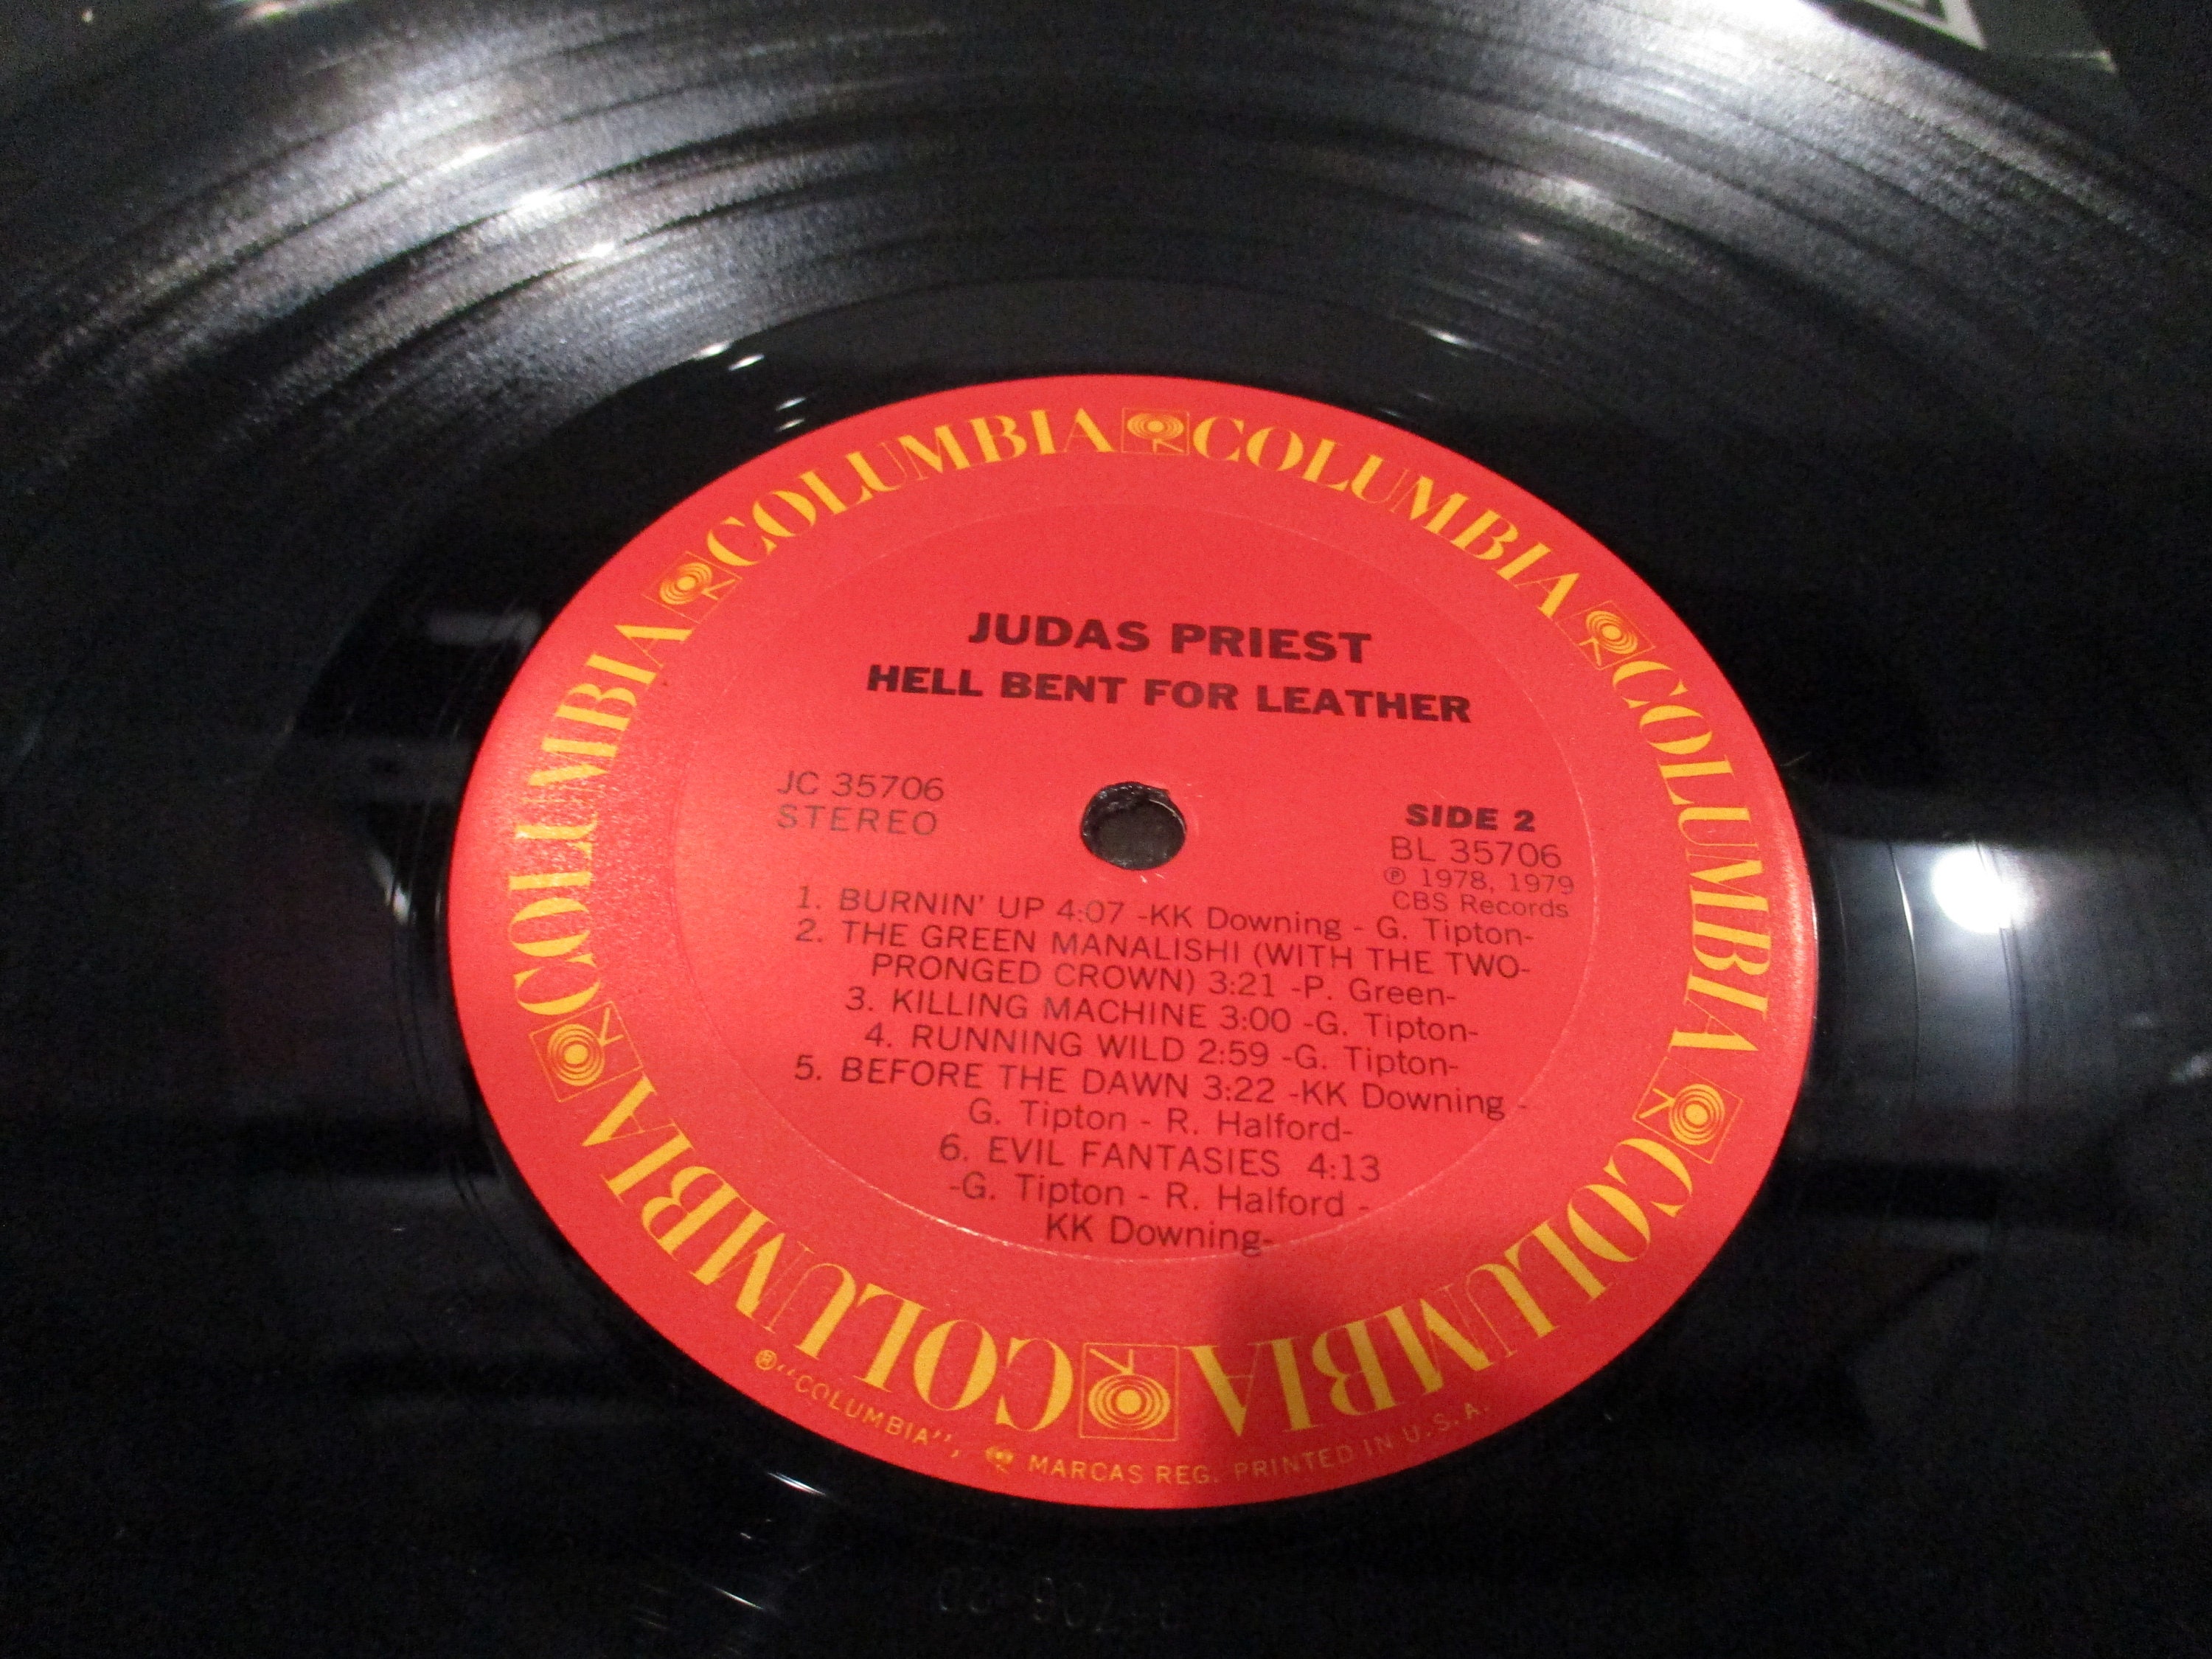 COLUMBIA COLUMBIA COLUMBIA COLUMBIA COLUMBIA COLUMBIA
JUDAS PRIEST
HELL BENT FOR LEATHER
JC 35706
STEREO
SIDE 2
BL 35706
℗ 1978, 1979
CBS Records
1. BURNIN' UP 4:07 -KK Downing - G. Tipton-
2. THE GREEN MANALISHI (WITH THE TWO-
PRONGED CROWN) 3:21 -P. Green-
3. KILLING MACHINE 3:00 -G. Tipton-
4. RUNNING WILD 2:59 -G. Tipton-
5. BEFORE THE DAWN 3:22 -KK Downing -
G. Tipton - R. Halford-
6. EVIL FANTASIES 4:13
-G. Tipton - R. Halford -
KK Downing-
® "COLUMBIA", MARCAS REG. PRINTED IN U.S.A.